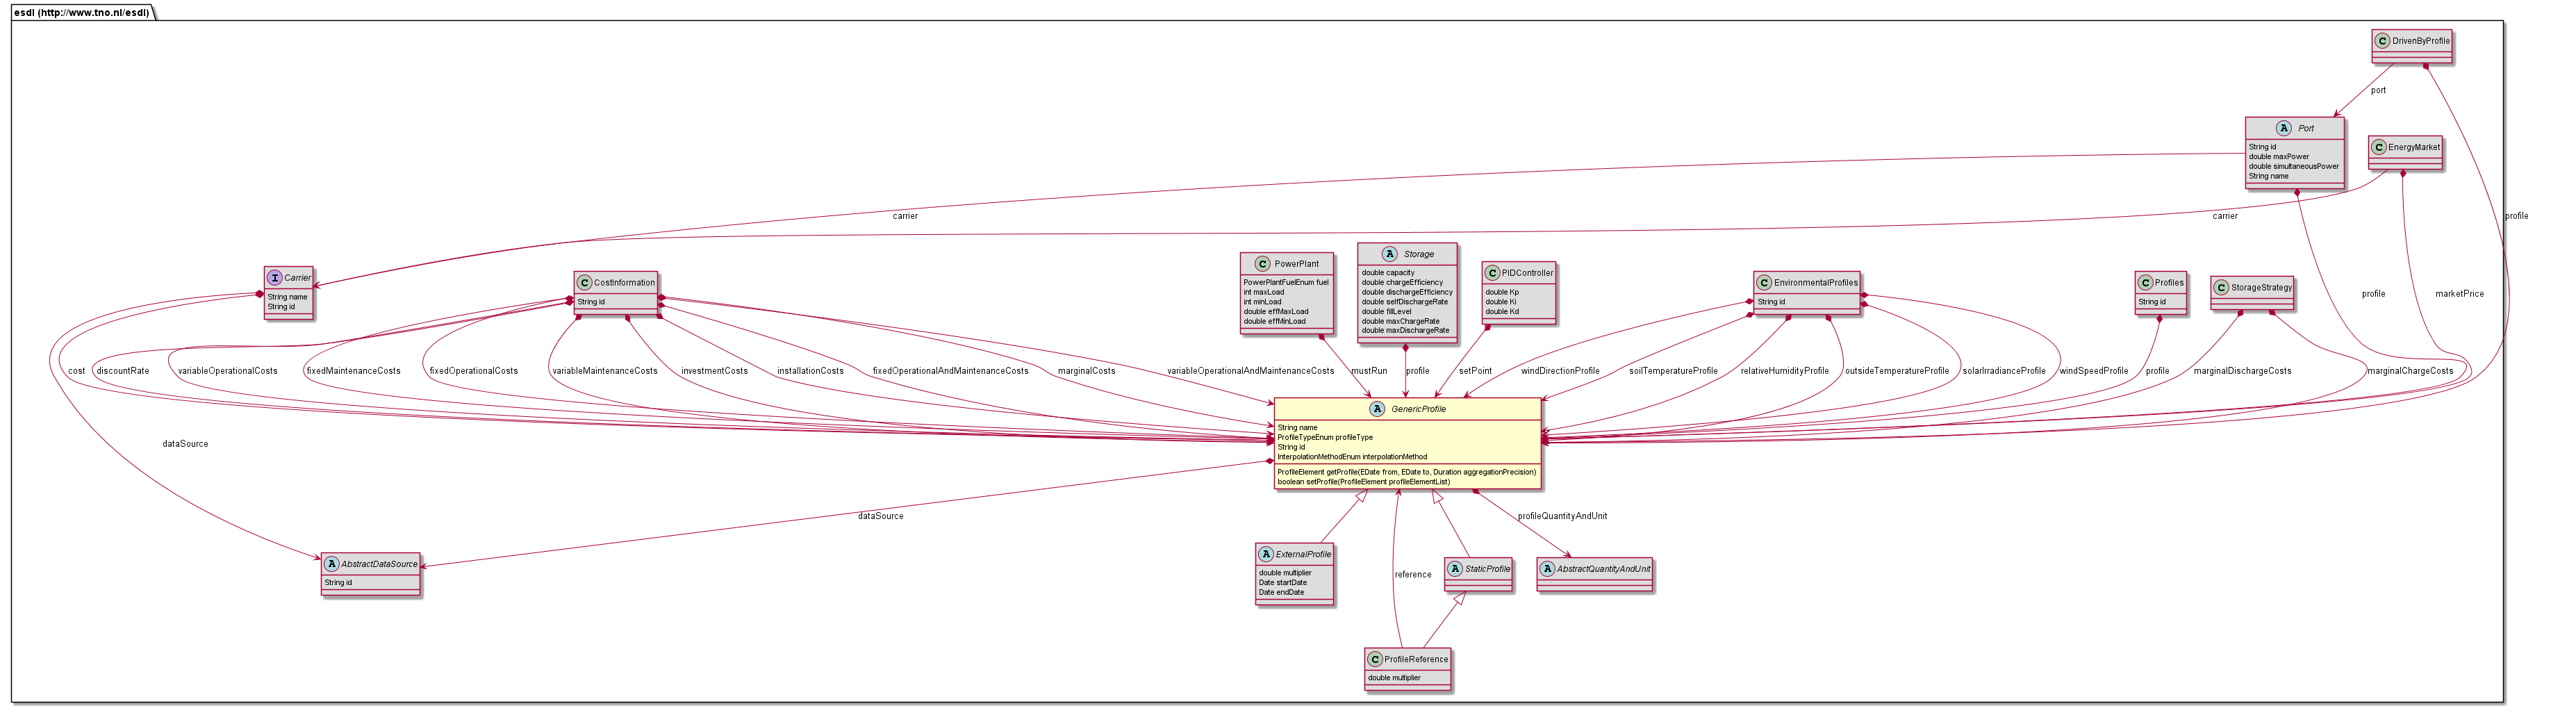 esdl (http://www.tno.nl/esdl)
C DrivenByProfile
port
A Port
String id
double maxPower
double simultaneousPower
String name
C EnergyMarket
carrier
carrier
profile
I Carrier
String name
String id
C CostInformation
String id
C PowerPlant
PowerPlantFuelEnum fuel
int maxLoad
int minLoad
double effMaxLoad
double effMinLoad
A Storage
double capacity
double chargeEfficiency
double dischargeEfficiency
double selfDischargeRate
double fillLevel
double maxChargeRate
double maxDischargeRate
C PIDController
double Kp
double Ki
double Kd
C EnvironmentalProfiles
String id
C Profiles
String id
C StorageStrategy
profile
marketPrice
cost
discountRate
variableOperationalCosts
fixedMaintenanceCosts
fixedOperationalCosts
variableMaintenanceCosts
investmentCosts
installationCosts
fixedOperationalAndMaintenanceCosts
marginalCosts
variableOperationalAndMaintenanceCosts
mustRun
profile
setPoint
windDirectionProfile
soilTemperatureProfile
relativeHumidityProfile
outsideTemperatureProfile
solarIrradianceProfile
windSpeedProfile
profile
marginalDischargeCosts
marginalChargeCosts
A GenericProfile
String name
ProfileTypeEnum profileType
String id
InterpolationMethodEnum interpolationMethod
ProfileElement getProfile(EDate from, EDate to, Duration aggregationPrecision)
boolean setProfile(ProfileElement profileElementList)
dataSource
dataSource
profileQuantityAndUnit
A AbstractDataSource
String id
A ExternalProfile
double multiplier
Date startDate
Date endDate
reference
A StaticProfile
A AbstractQuantityAndUnit
C ProfileReference
double multiplier